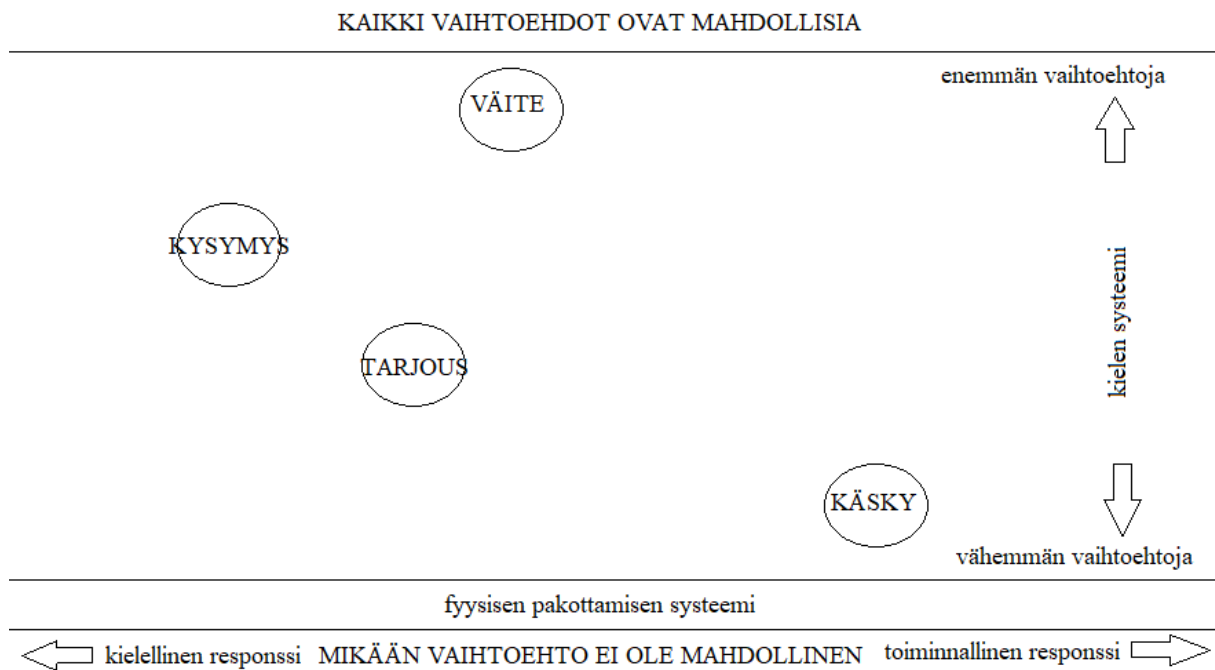 KAIKKI VAIHTOEHDOT OVAT MAHDOLLISIA
enemmän vaihtoehtoja
VÄITE
KYSYMYS
kielen systeemi
TARJOUS
KÄSKY
vähemmän vaihtoehtoja
fyysisen pakottamisen systeemi
kielellinen responssi MIKÄÄN VAIHTOEHTO EI OLE MAHDOLLINEN toiminnallinen responssi